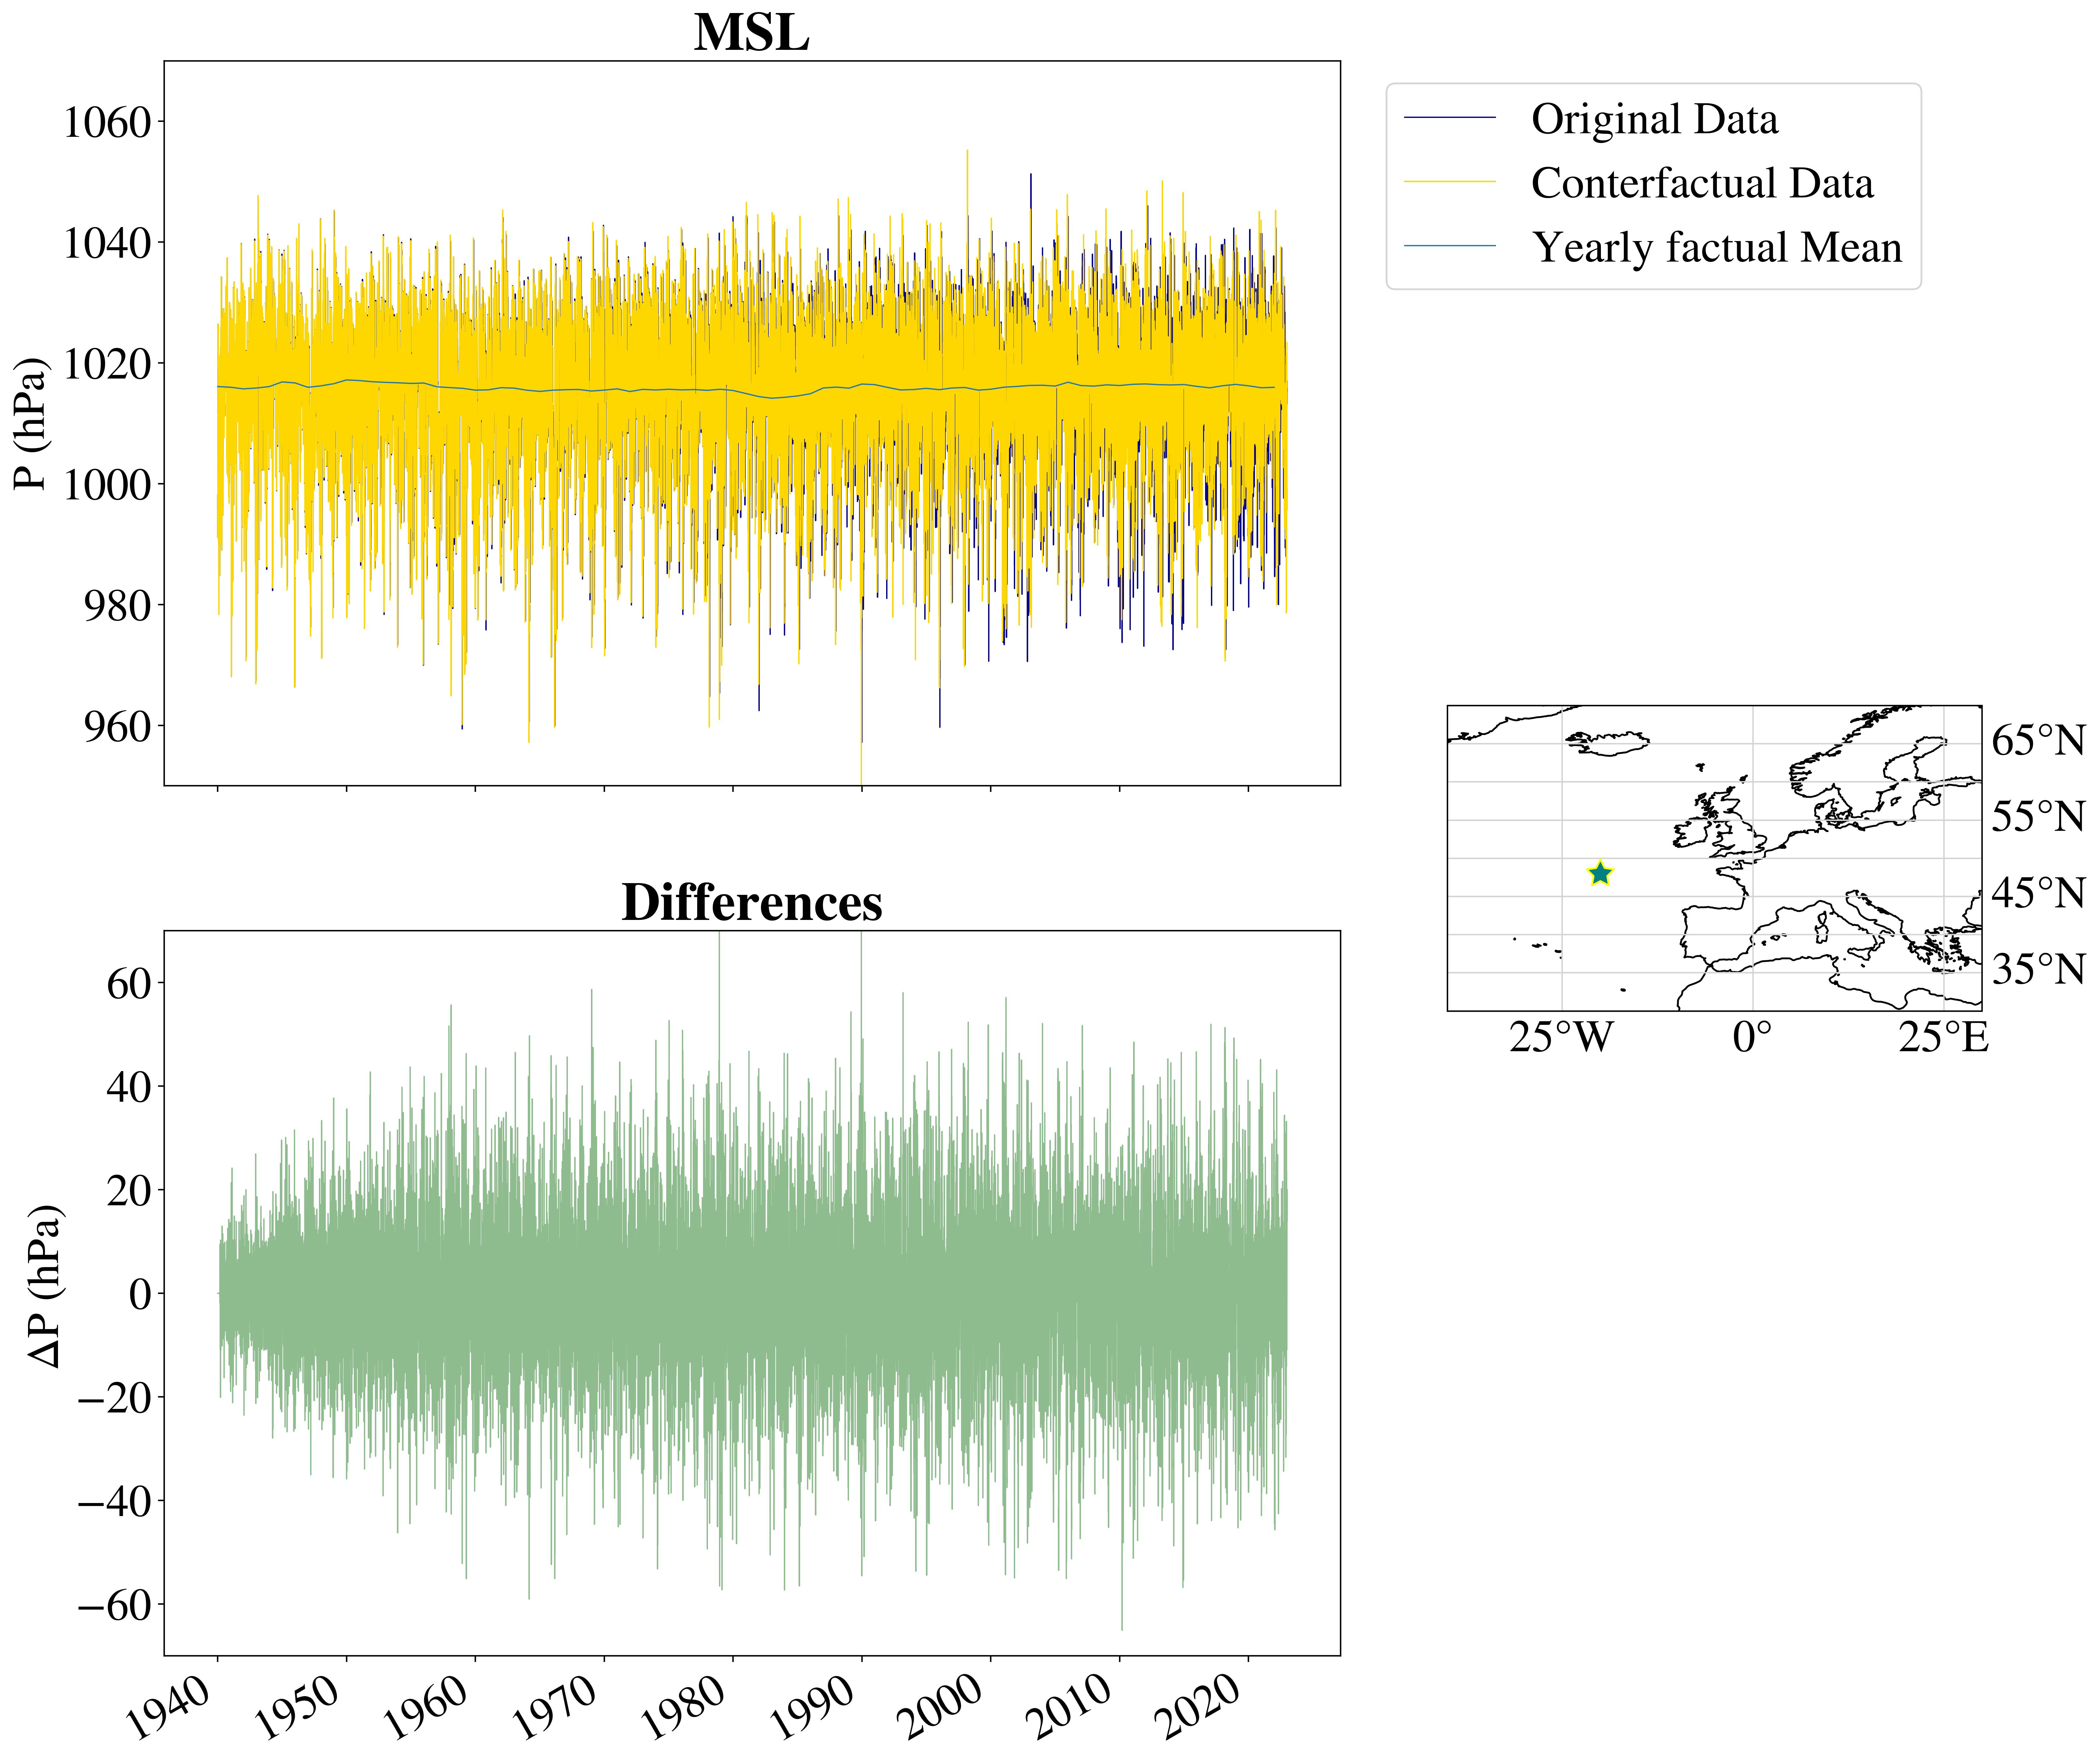 MSL
1060
1040
1020
1000
980
960
P (hPa)
Original Data
Conterfactual Data
Yearly factual Mean
65°N
55°N
45°N
35°N
25°W 0° 25°E
Differences
60
40
20
0
−20
−40
−60
ΔP (hPa)
1940 1950 1960 1970 1980 1990 2000 2010 2020